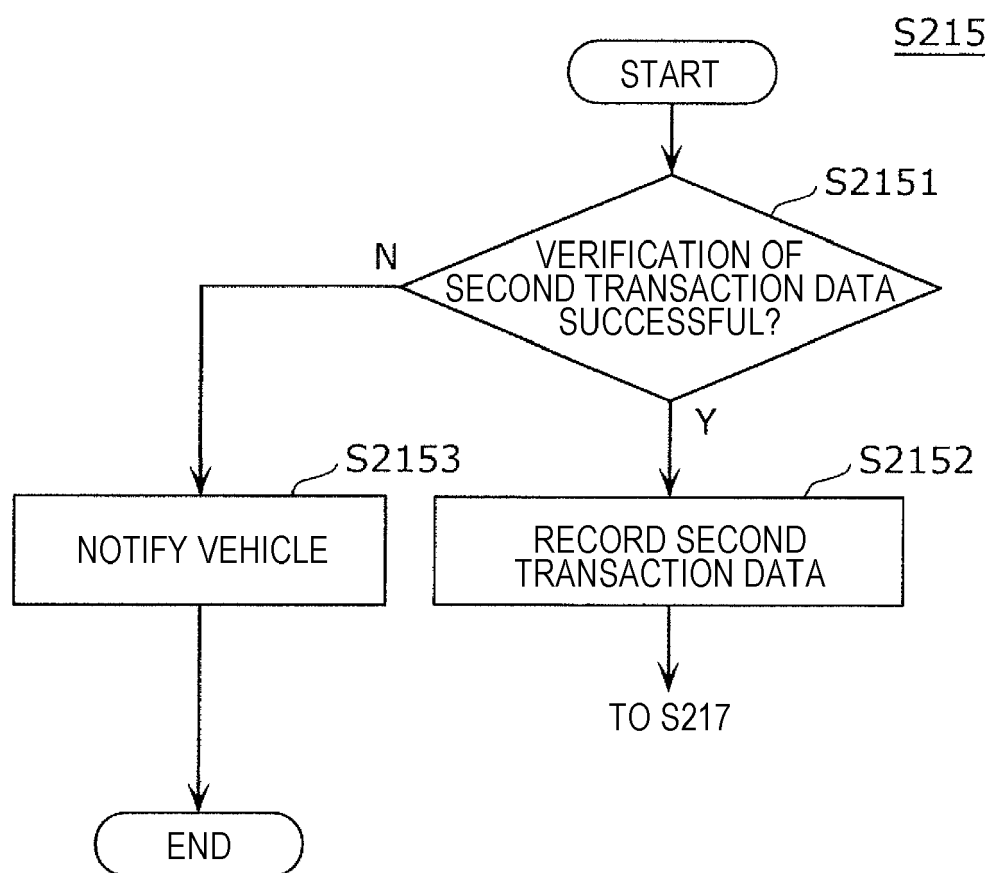 S215
START
S2151
VERIFICATION OF
SECOND TRANSACTION DATA
SUCCESSFUL?
N
Y
S2153
NOTIFY VEHICLE
S2152
RECORD SECOND
TRANSACTION DATA
TO S217
END